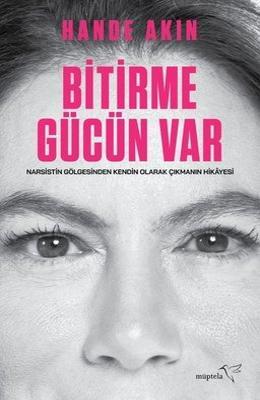 HANDE AKIN
BİTİRME
GÜCÜN VAR
NARSİSTİN GÖLGESİNDEN KENDİN OLARAK ÇIKMANIN HİKÂYESİ
müptela